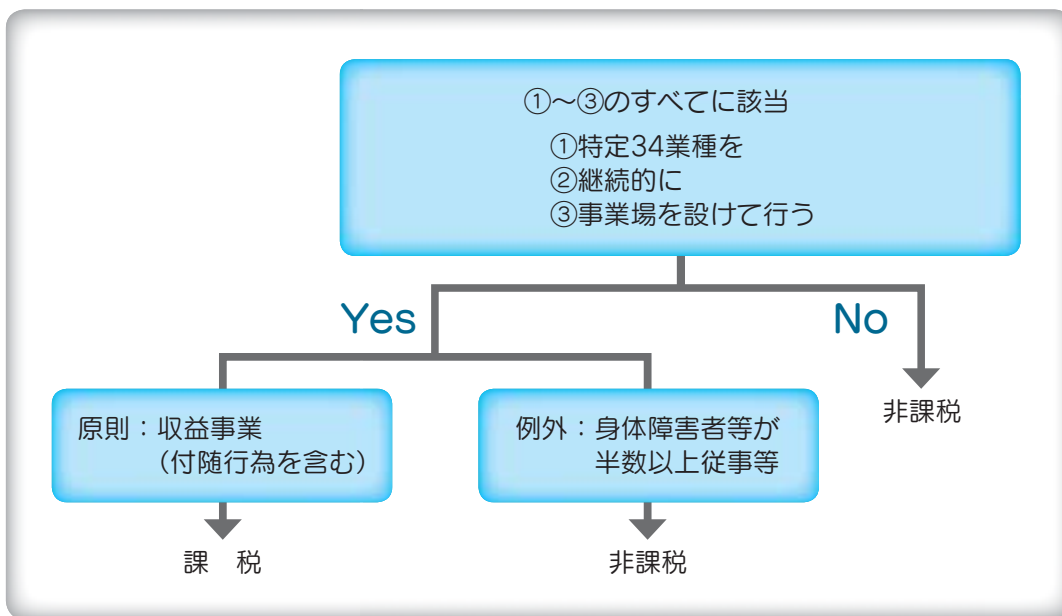 ①～③のすべてに該当
①特定34業種を
②継続的に
③事業場を設けて行う
Yes
No
原則：収益事業
（付随行為を含む）
例外：身体障害者等が
半数以上従事等
非課税
課　税
非課税